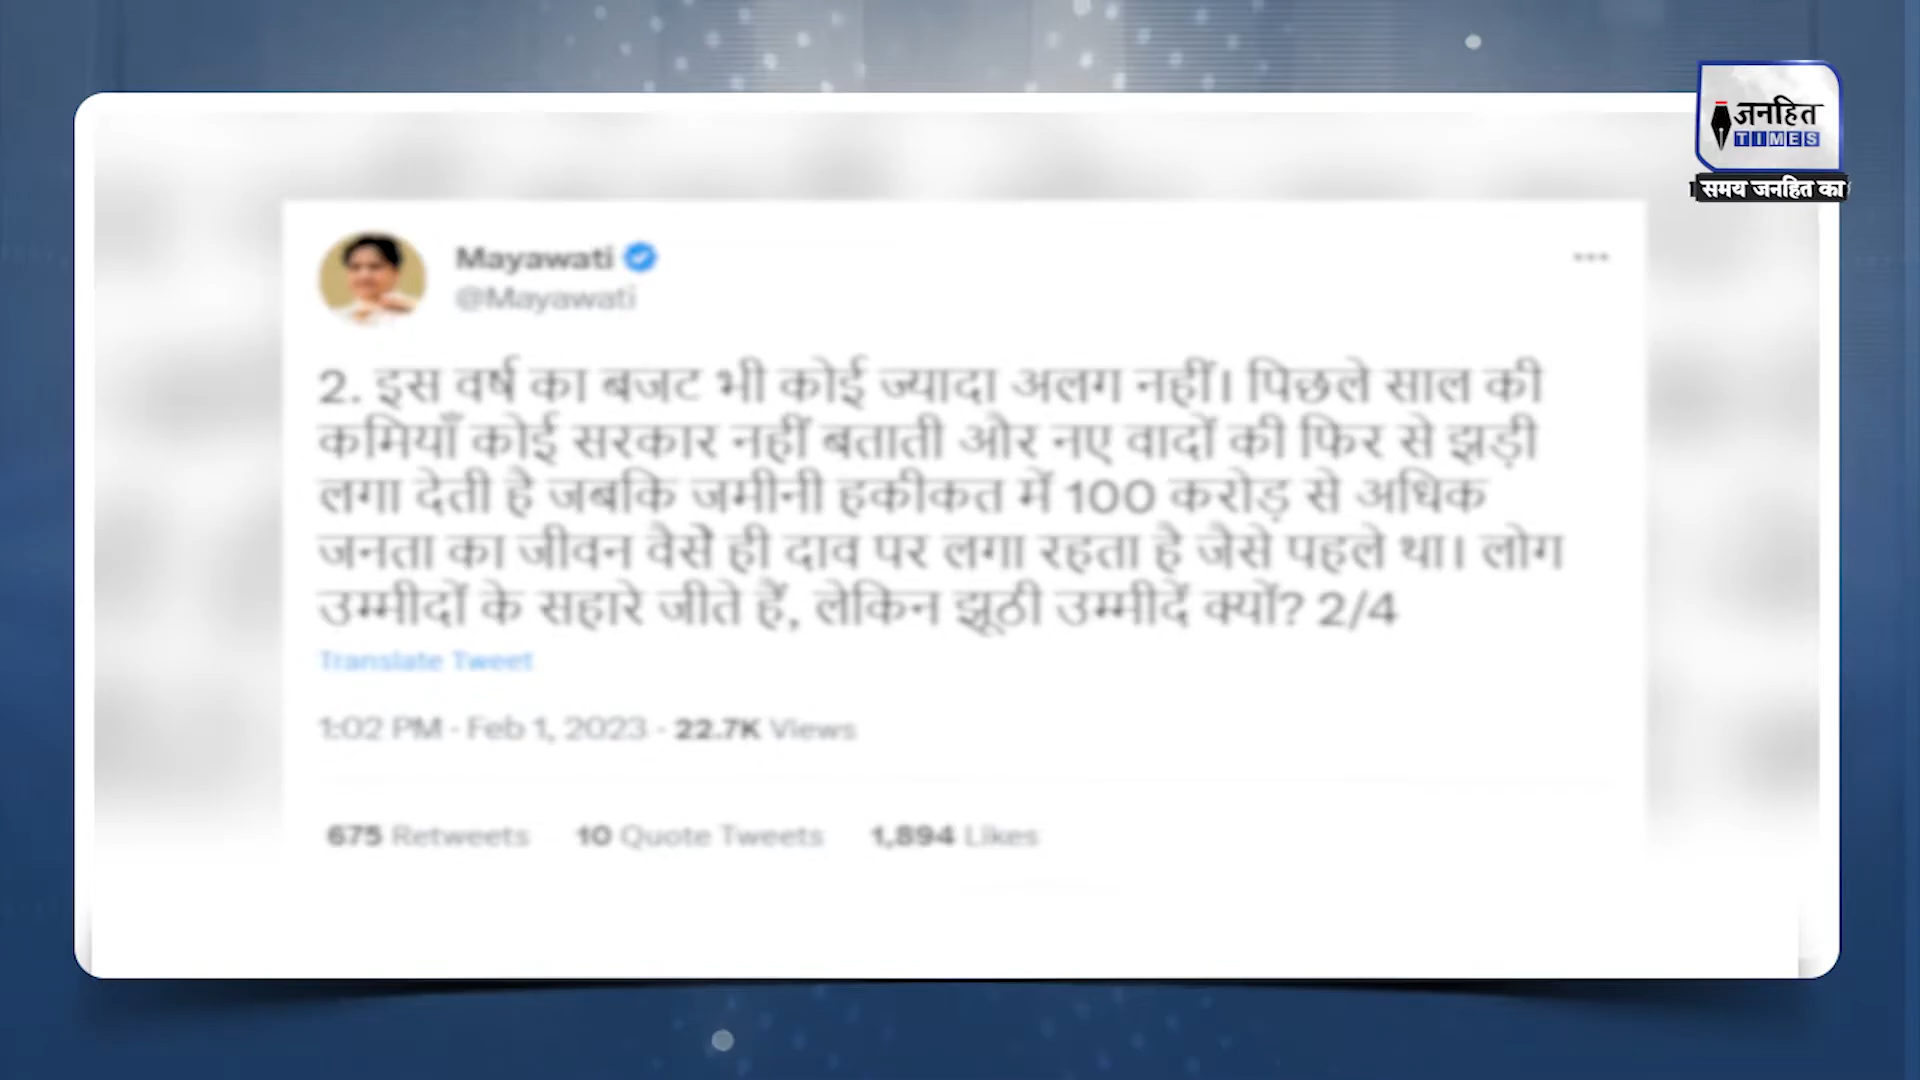 जनहित
TIMES
समय जनहित का
Mayawati
@Mayawati
2. इस वर्ष का बजट भी कोई ज्यादा अलग नहीं। पिछले साल की
कमियाँ कोई सरकार नहीं बताती और नए वादों की फिर से झड़ी
लगा देती है जबकि जमीनी हकीकत में 100 करोड़ से अधिक
जनता का जीवन वैसे ही दाव पर लगा रहता है जैसे पहले था। लोग
उम्मीदों के सहारे जीते हैं, लेकिन झूठी उम्मीदें क्यों? 2/4
Translate Tweet
1:02 PM - Feb 1, 2023 - 22.7K Views
675 Retweets 10 Quote Tweets 1,894 Likes